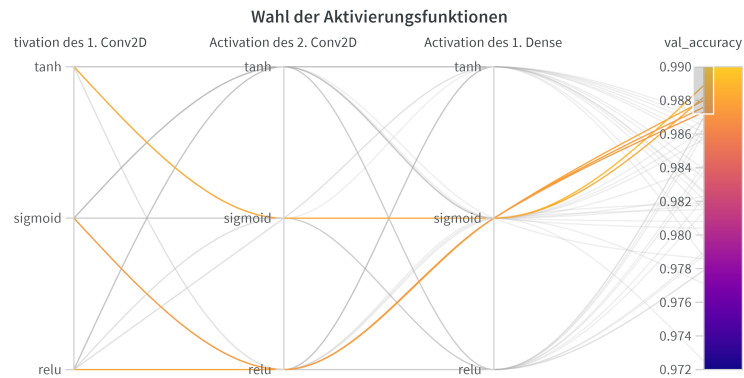 Wahl der Aktivierungsfunktionen
tivation des 1. Conv2D Activation des 2. Conv2D Activation des 1. Dense val_accuracy
tanh tanh tanh 0.990
0.988
0.986
0.984
sigmoid sigmoid sigmoid 0.982
0.980
0.978
0.976
0.974
relu relu relu 0.972